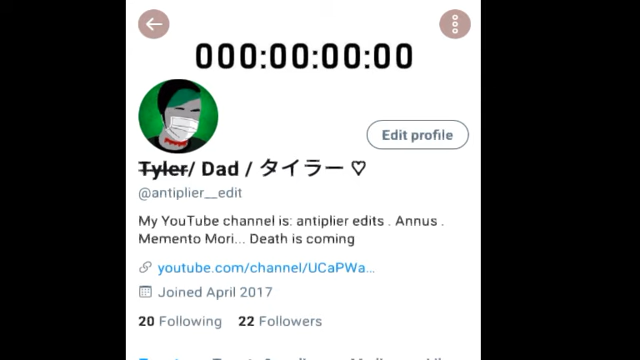 000:00:00:00
Edit profile
Tyler/ Dad / タイラー ♡
@antiplier__edit
My YouTube channel is: antiplier edits . Annus .
Memento Mori... Death is coming
youtube.com/channel/UCaPWa...
Joined April 2017
20 Following 22 Followers